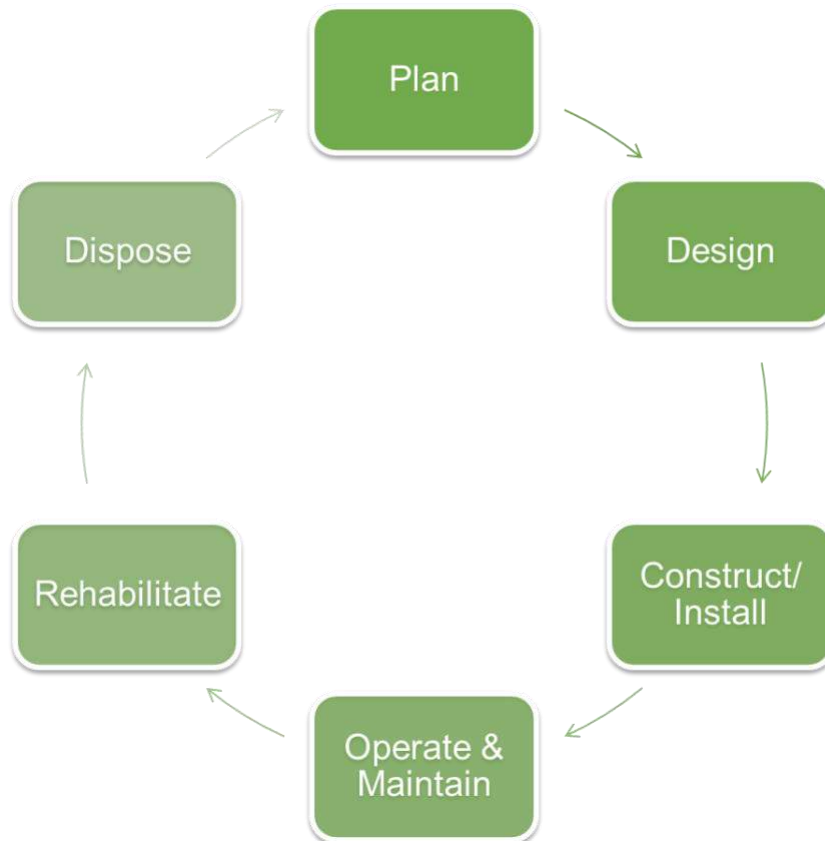 Plan
Design
Construct/
Install
Operate &
Maintain
Rehabilitate
Dispose